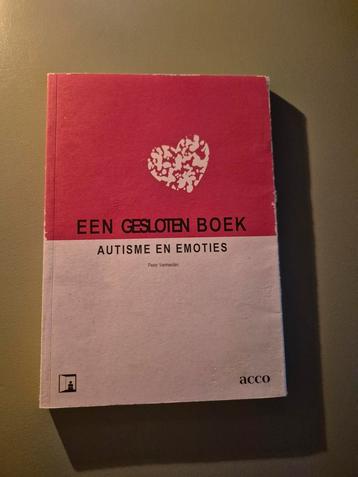 EEN GESLOTEN BOEK
AUTISME EN EMOTIES
Peter Vermeulen
acco